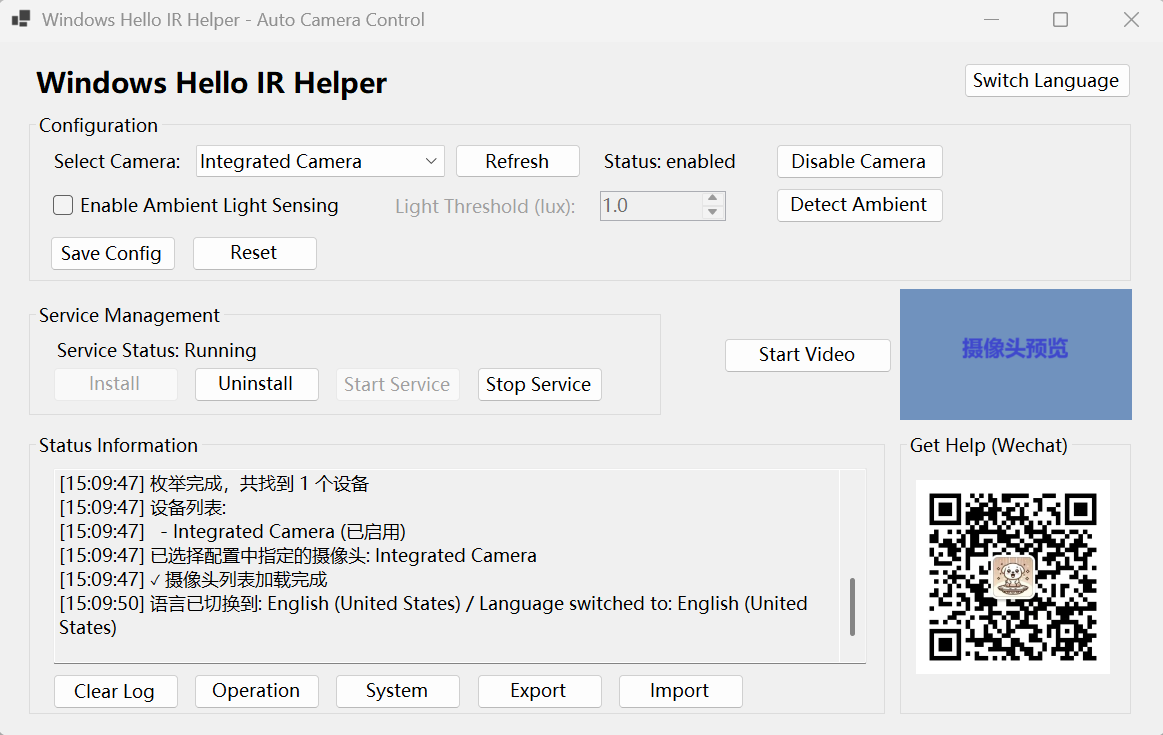 Windows Hello IR Helper - Auto Camera Control
Windows Hello IR Helper
Switch Language
Configuration
Select Camera: Integrated Camera Refresh Status: enabled Disable Camera
Enable Ambient Light Sensing Light Threshold (lux): 1.0 Detect Ambient
Save Config Reset
Service Management
Service Status: Running
Install Uninstall Start Service Stop Service
Start Video
摄像头预览
Status Information
[15:09:47] 枚举完成，共找到 1 个设备
[15:09:47] 设备列表:
[15:09:47]   - Integrated Camera (已启用)
[15:09:47] 已选择配置中指定的摄像头: Integrated Camera
[15:09:47] ✓ 摄像头列表加载完成
[15:09:50] 语言已切换到: English (United States) / Language switched to: English (United
States)
Clear Log Operation System Export Import
Get Help (Wechat)